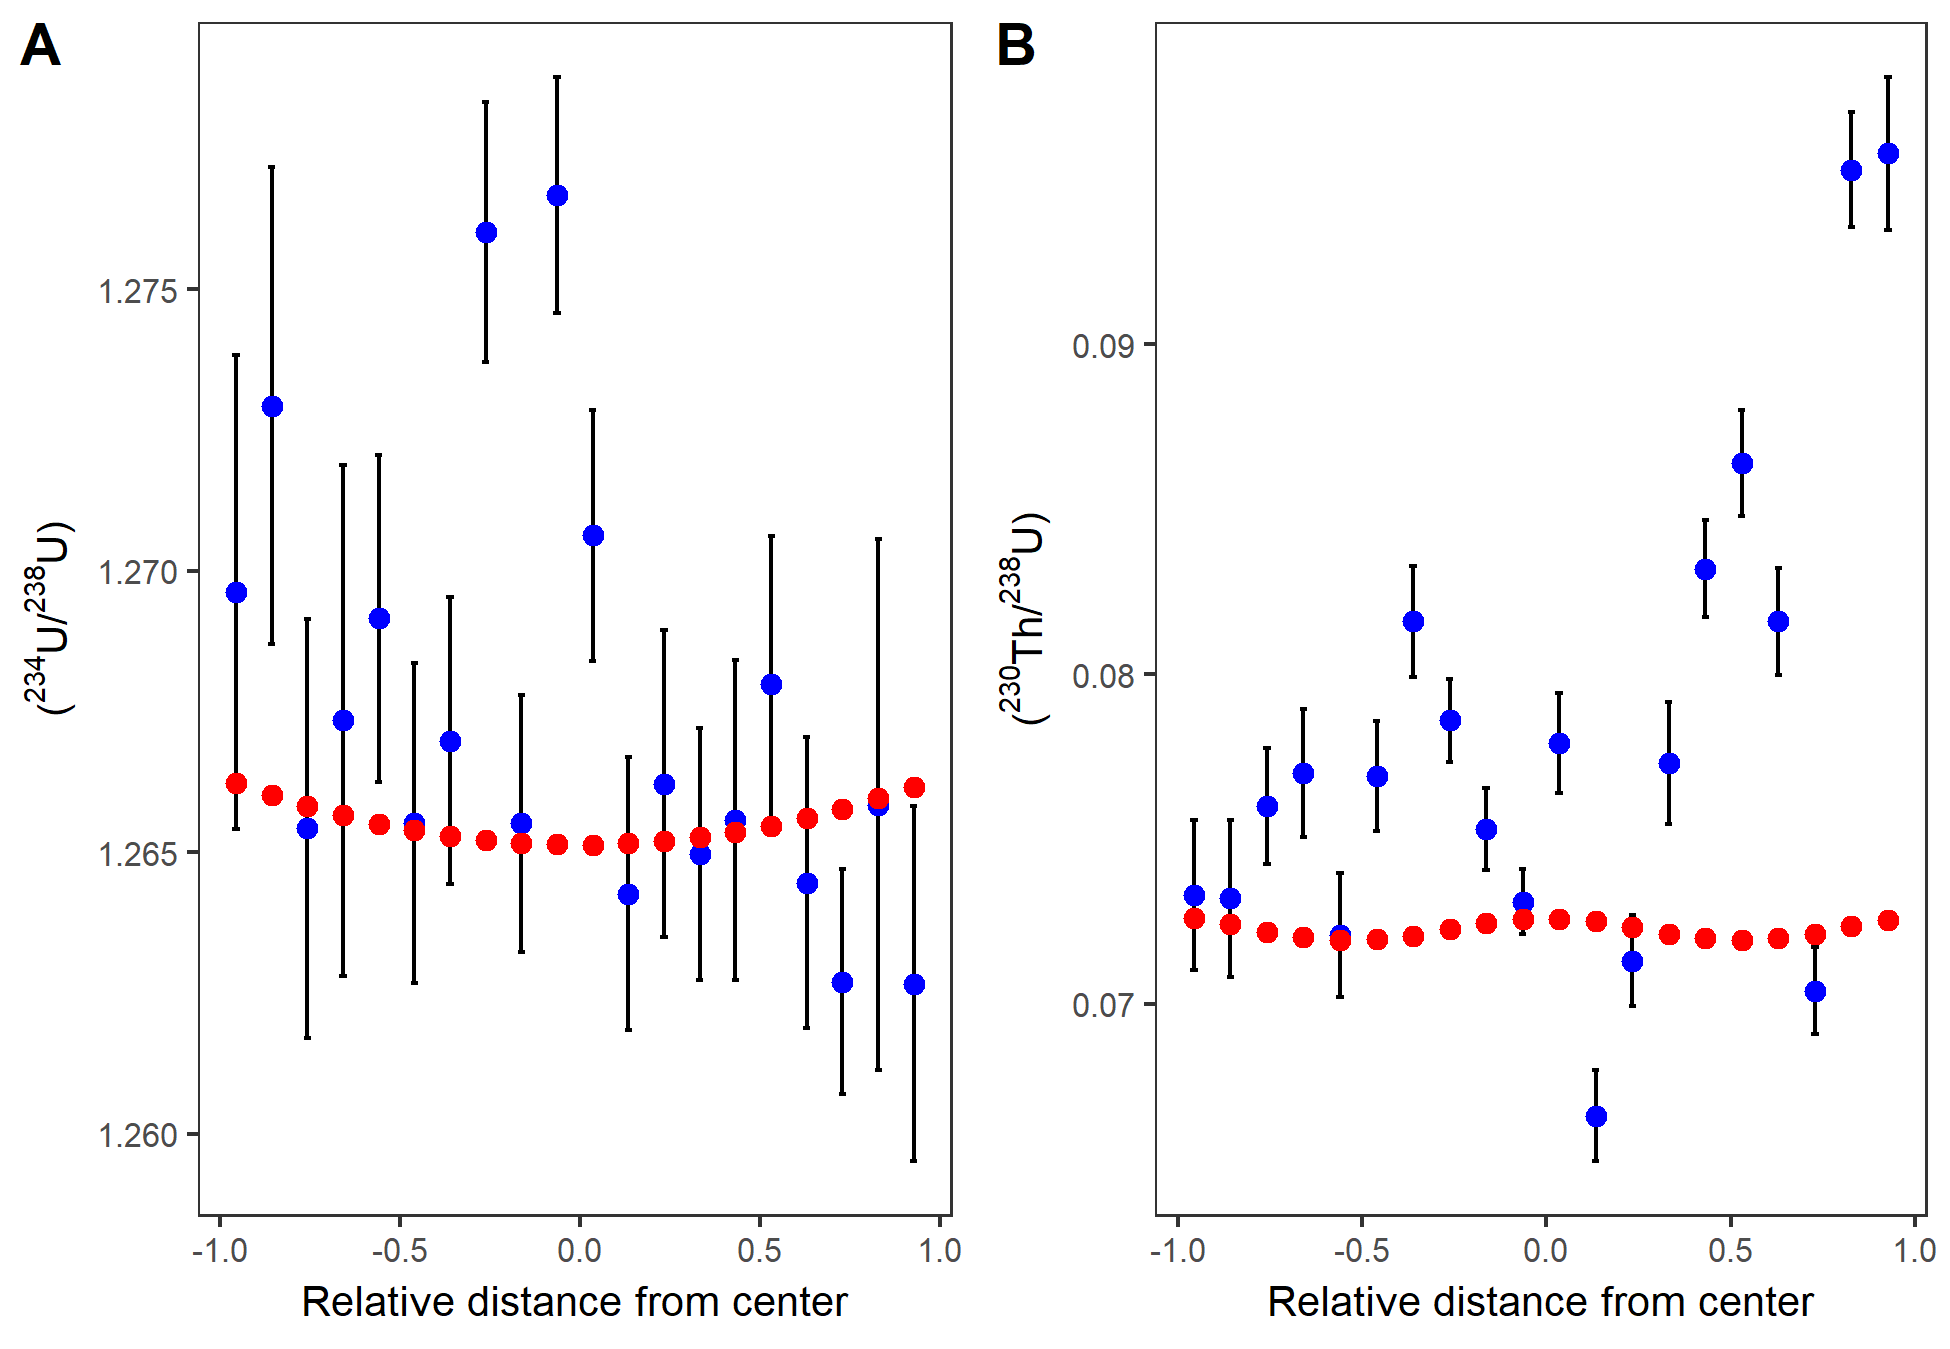 A
B
(²³⁴U/²³⁸U)
1.275
1.270
1.265
1.260
-1.0 -0.5 0.0 0.5 1.0
Relative distance from center
(²³⁰Th/²³⁸U)
0.09
0.08
0.07
-1.0 -0.5 0.0 0.5 1.0
Relative distance from center